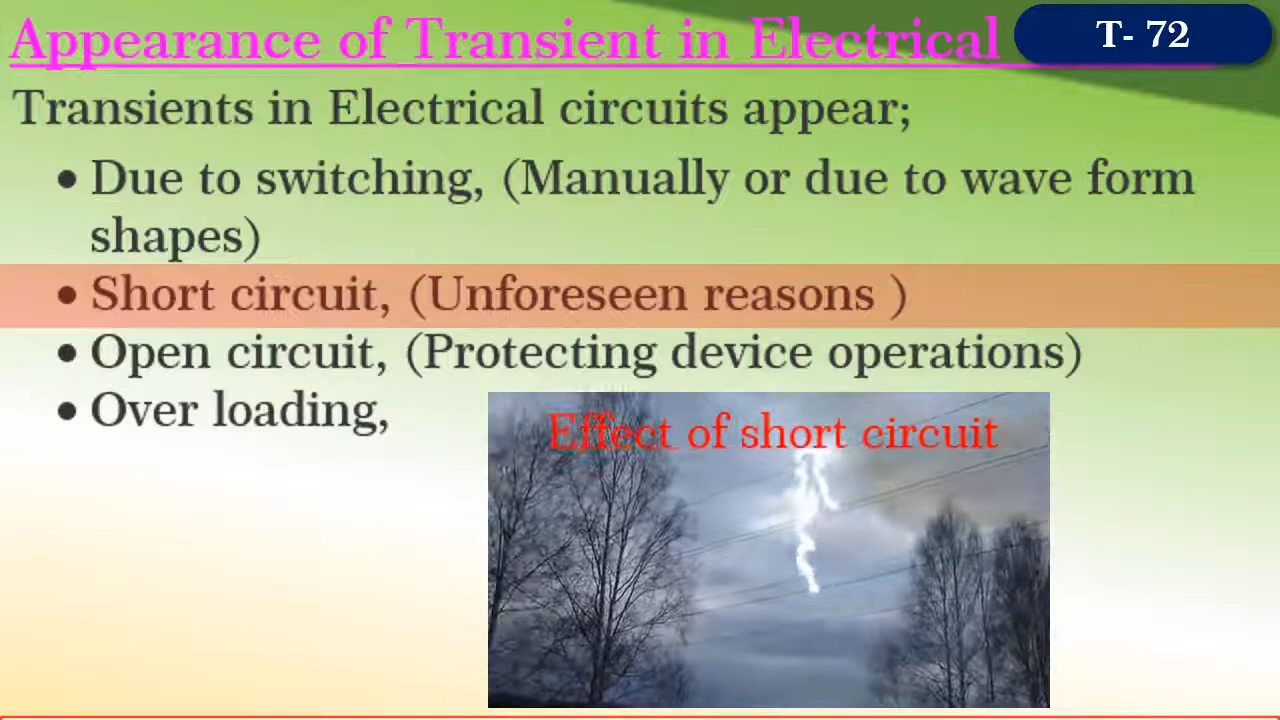 Appearance of Transient in Electrical
T- 72
Transients in Electrical circuits appear;
• Due to switching, (Manually or due to wave form
shapes)
• Short circuit, (Unforeseen reasons )
• Open circuit, (Protecting device operations)
• Over loading,
Effect of short circuit